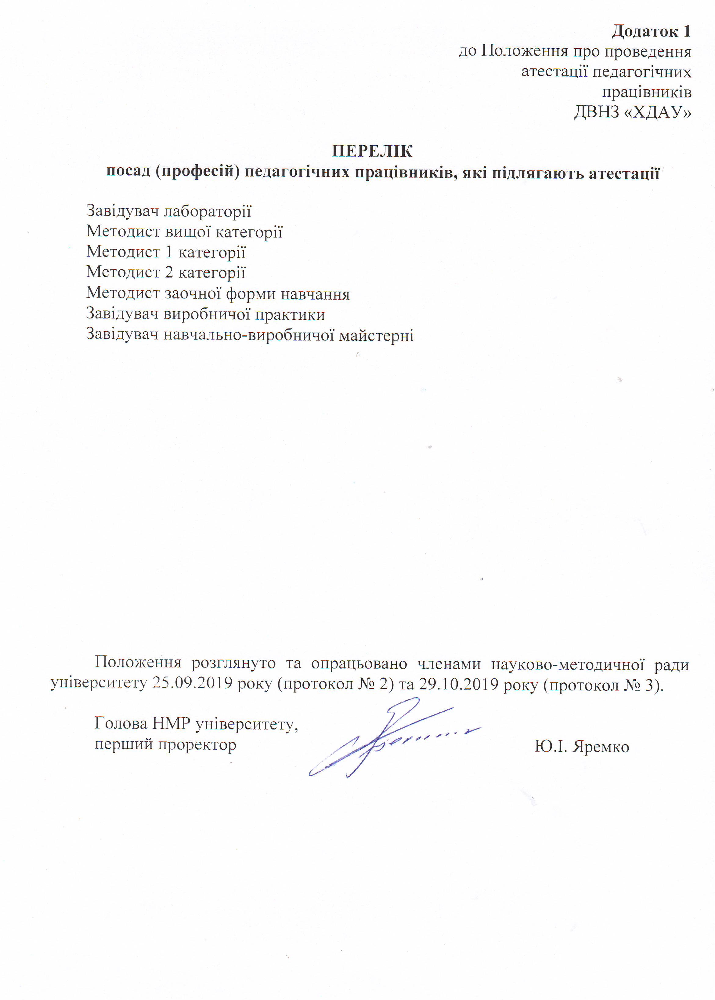 Додаток 1
до Положення про проведення
атестації педагогічних
працівників
ДВНЗ «ХДАУ»
ПЕРЕЛІК
посад (професій) педагогічних працівників, які підлягають атестації
Завідувач лабораторії
Методист вищої категорії
Методист 1 категорії
Методист 2 категорії
Методист заочної форми навчання
Завідувач виробничої практики
Завідувач навчально-виробничої майстерні
Положення розглянуто та опрацьовано членами науково-методичної ради
університету 25.09.2019 року (протокол № 2) та 29.10.2019 року (протокол № 3).
Голова НМР університету,
перший проректор Ю.І. Яремко